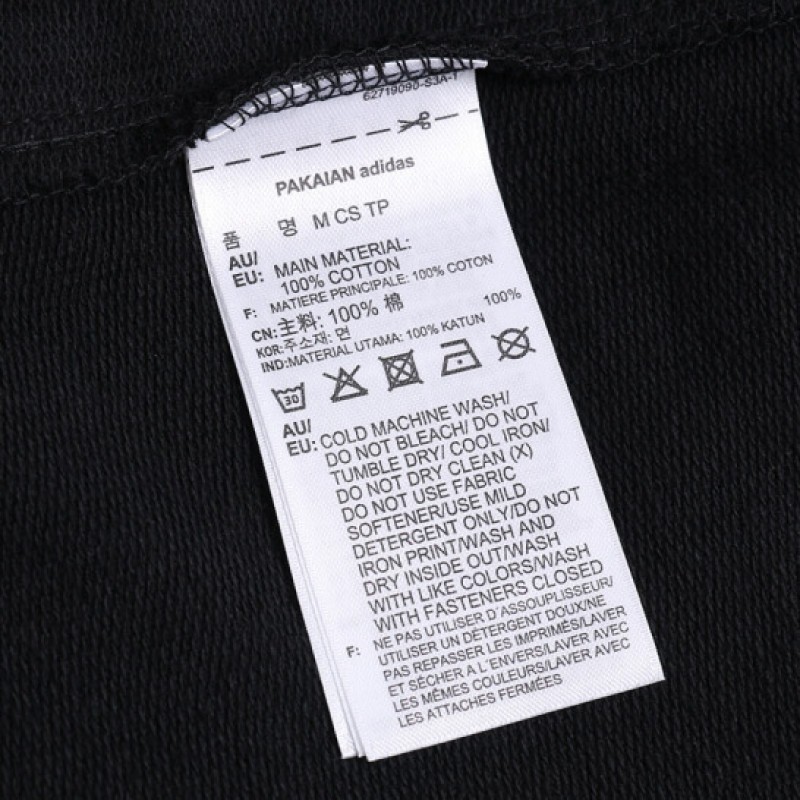 62719090-S3A-1
PAKAIAN adidas
품 명 M CS TP
AU/
EU: MAIN MATERIAL:
100% COTTON
F: MATIERE PRINCIPALE: 100% COTON
CN:主料: 100% 棉
KOR:주소재: 면 100%
IND:MATERIAL UTAMA: 100% KATUN
30
AU/
EU: COLD MACHINE WASH/
DO NOT BLEACH/ DO NOT
TUMBLE DRY/ COOL IRON/
DO NOT DRY CLEAN (X)
DO NOT USE FABRIC
SOFTENER/USE MILD
DETERGENT ONLY/DO NOT
IRON PRINT/WASH AND
DRY INSIDE OUT/WASH
WITH LIKE COLORS/WASH
WITH FASTENERS CLOSED
F: NE PAS UTILISER D´ASSOUPLISSEUR/
UTILISER UN DÉTERGENT DOUX/NE
PAS REPASSER LES IMPRIMÉS/LAVER
ET SÉCHER A L´ENVERS/LAVER AVEC
LES MÊMES COULEURS/LAVER AVEC
LES ATTACHES FERMÉES